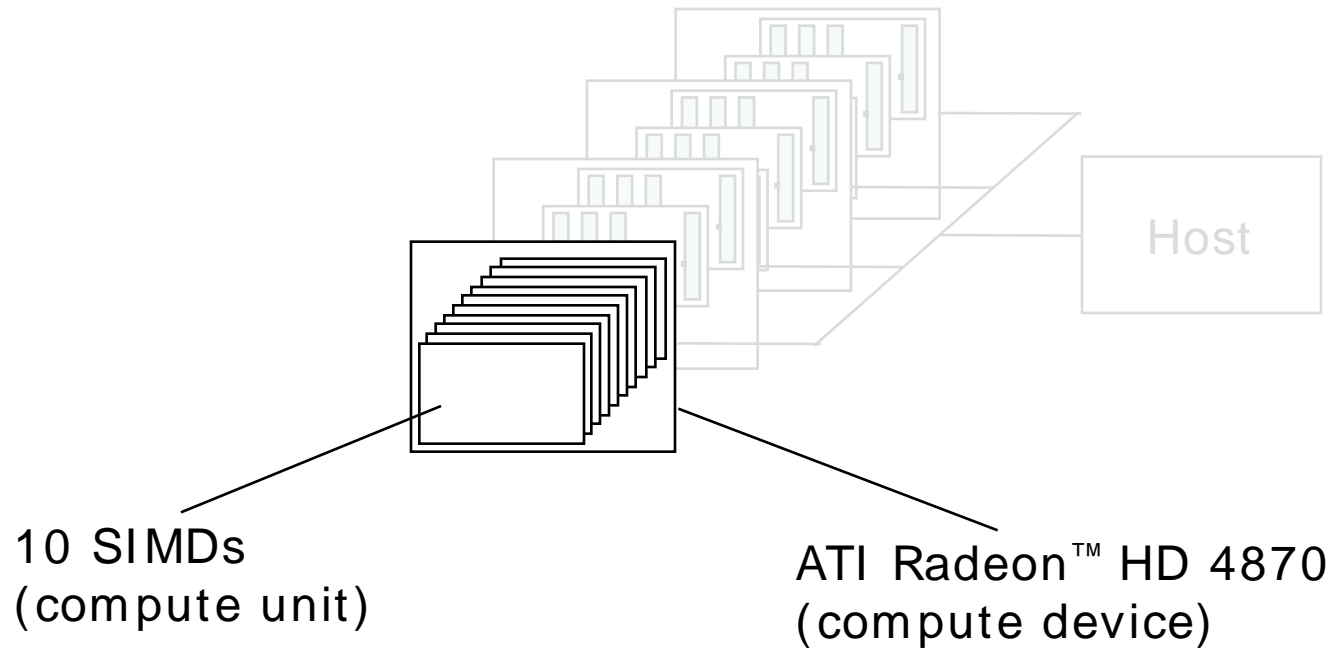 Host
10 SIMDs
(compute unit)
ATI Radeon™ HD 4870
(compute device)